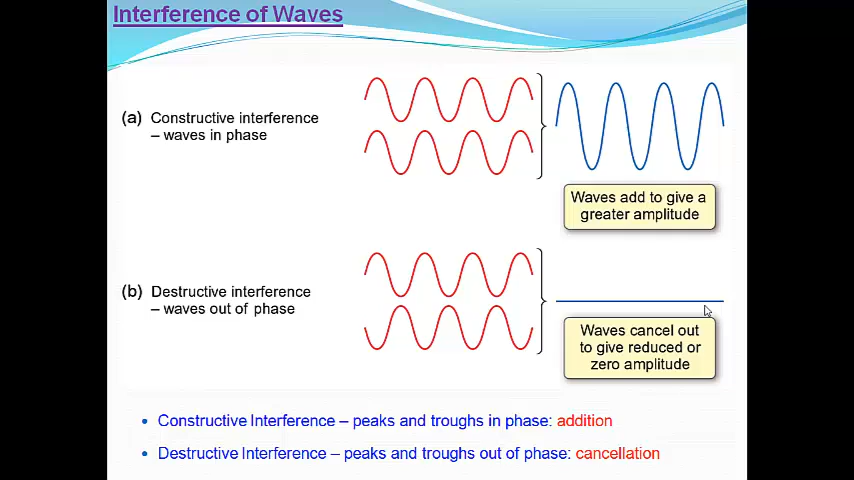 Interference of Waves
(a) Constructive interference
– waves in phase
Waves add to give a
greater amplitude
(b) Destructive interference
– waves out of phase
Waves cancel out
to give reduced or
zero amplitude
• Constructive Interference – peaks and troughs in phase: addition
• Destructive Interference – peaks and troughs out of phase: cancellation